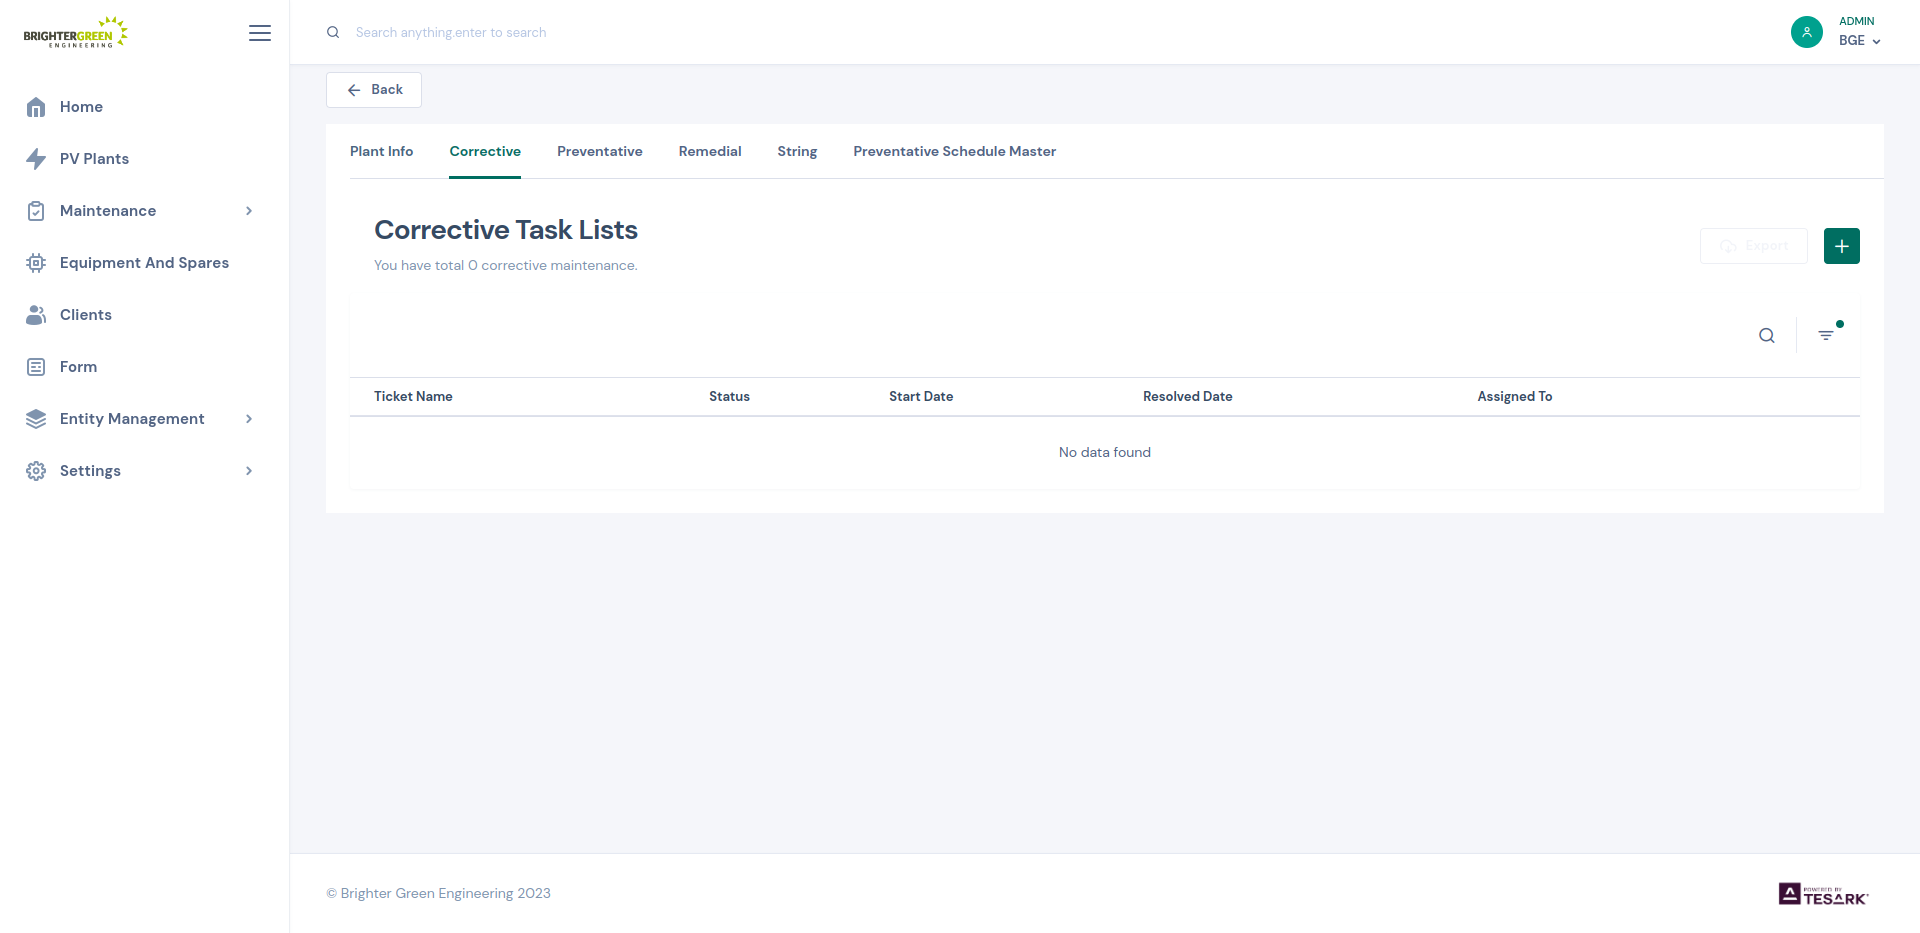 BRIGHTERGREEN
ENGINEERING
Search anything.enter to search
ADMIN
BGE
Home
PV Plants
Maintenance
Equipment And Spares
Clients
Form
Entity Management
Settings
Back
Plant Info Corrective Preventative Remedial String Preventative Schedule Master
Corrective Task Lists
You have total 0 corrective maintenance.
Export
Ticket Name Status Start Date Resolved Date Assigned To
No data found
© Brighter Green Engineering 2023
POWERED BY
TESARK